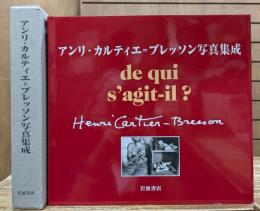 アンリ・カルティエ=ブレッソン写真集成
岩波書店
アンリ・カルティエ=ブレッソン写真集成
de qui
s'agit-il?
Henri Cartier-Bresson
岩波書店